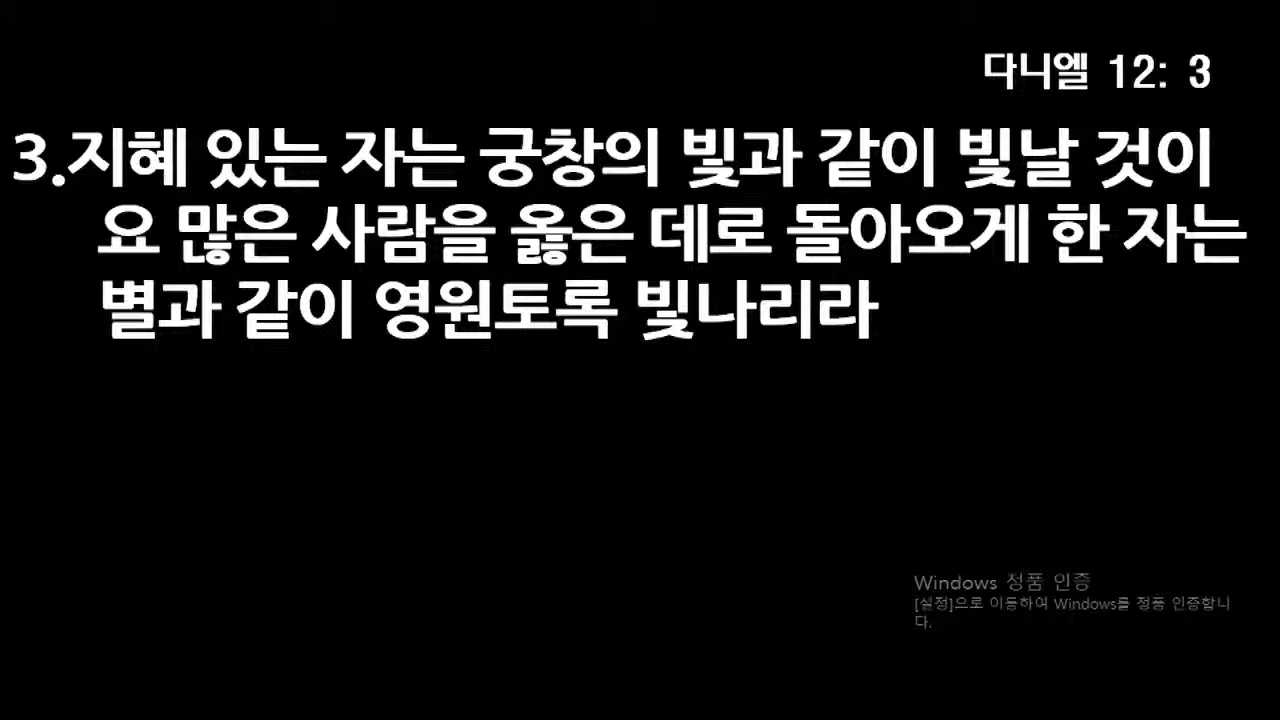 다니엘 12: 3
3.지혜 있는 자는 궁창의 빛과 같이 빛날 것이
요 많은 사람을 옳은 데로 돌아오게 한 자는
별과 같이 영원토록 빛나리라
Windows 정품 인증
[설정]으로 이동하여 Windows를 정품 인증합니
다.